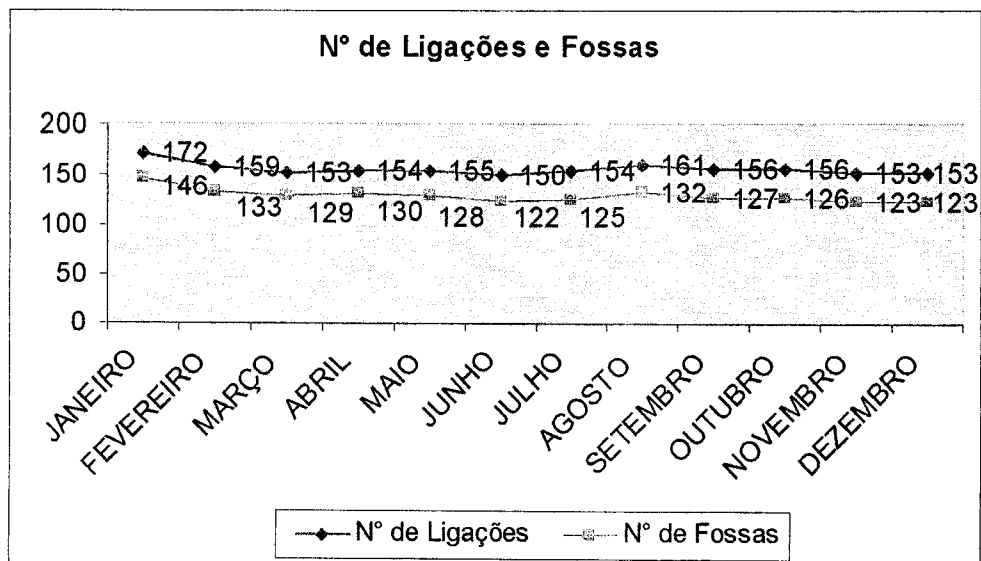 N° de Ligações e Fossas
200
150
100
50
0
172 159 153 154 155 150 154 161 156 156 153 153
146 133 129 130 128 122 125 132 127 126 123 123
JANEIRO
FEVEREIRO
MARÇO
ABRIL
MAIO
JUNHO
JULHO
AGOSTO
SETEMBRO
OUTUBRO
NOVEMBRO
DEZEMBRO
N° de Ligações N° de Fossas